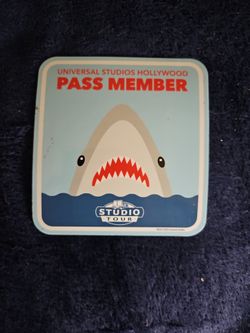 UNIVERSAL STUDIOS HOLLYWOOD
PASS MEMBER
STUDIO
TOUR